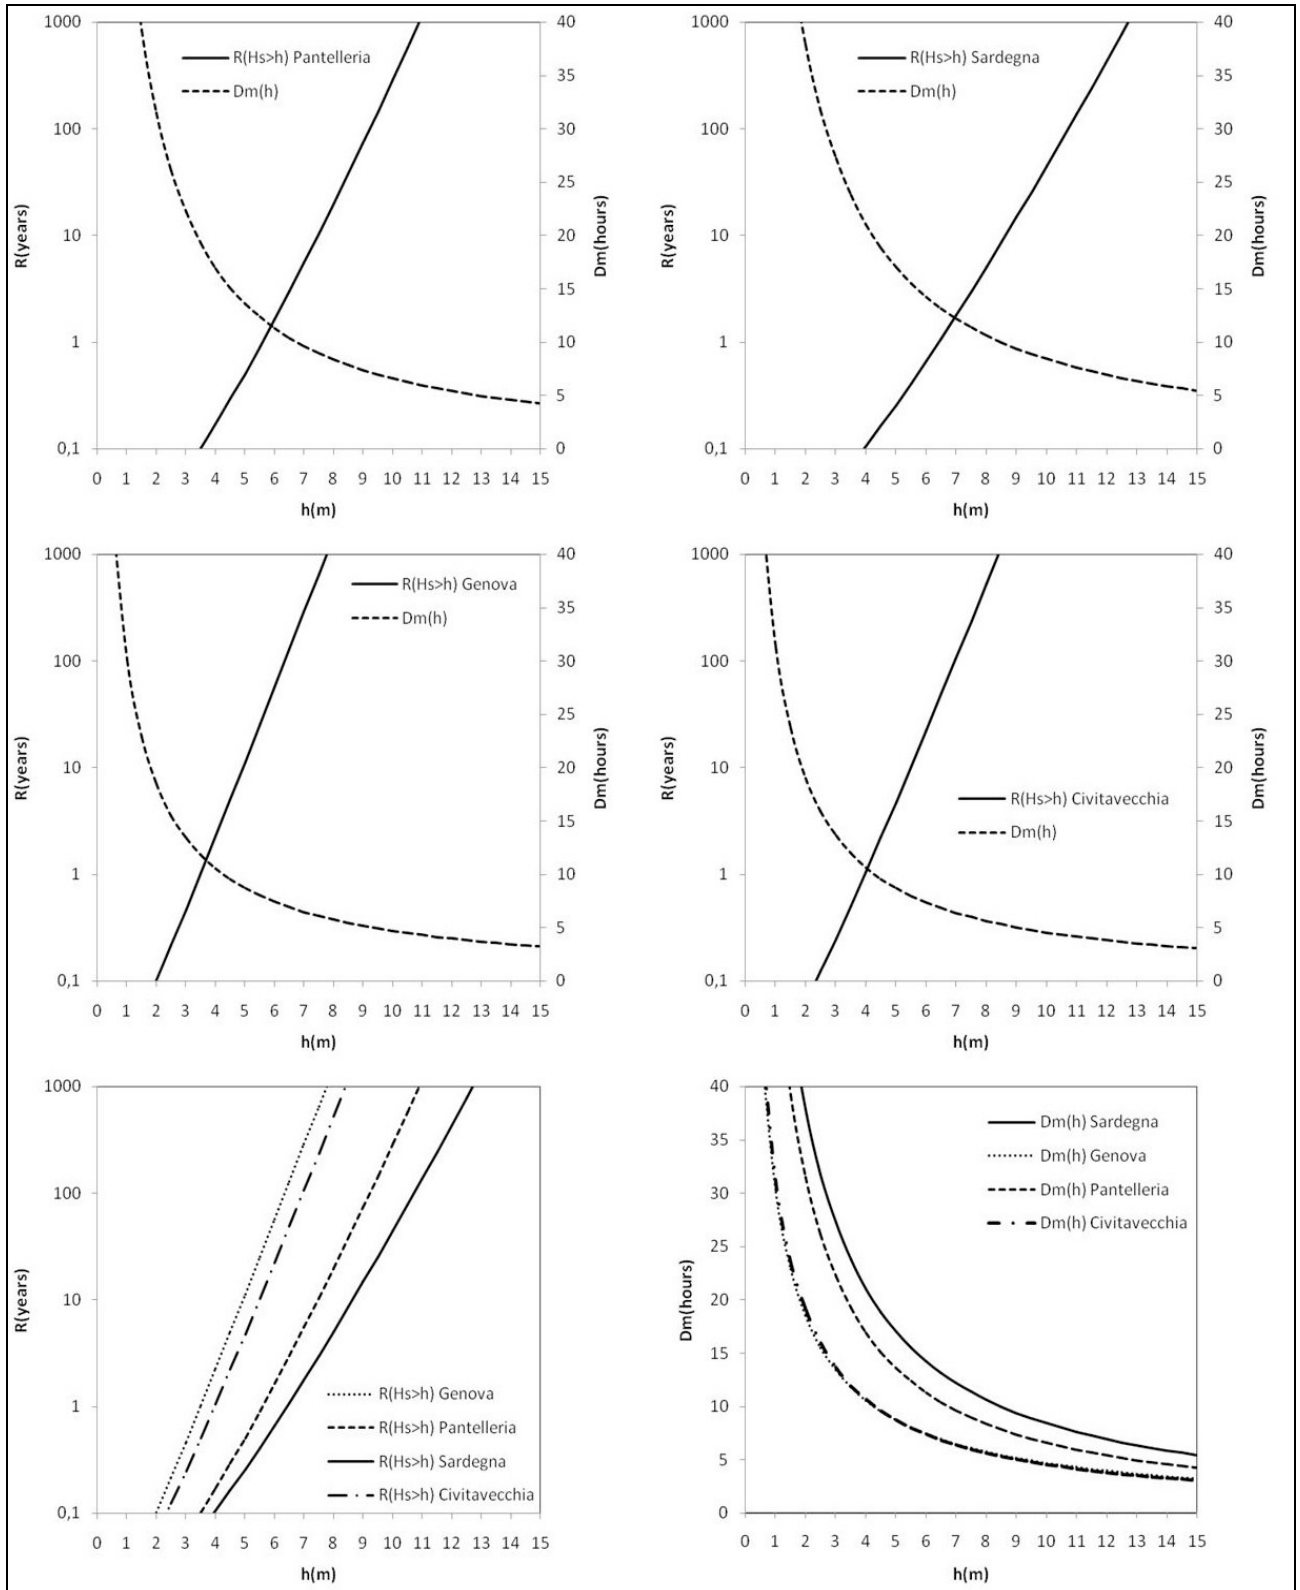 1000
100
10
1
0,1
R(years)
40
35
30
25
20
15
10
5
0
Dm(hours)
R(Hs>h) Pantelleria
Dm(h)
0 1 2 3 4 5 6 7 8 9 10 11 12 13 14 15
h(m)
1000
100
10
1
0,1
R(years)
40
35
30
25
20
15
10
5
0
Dm(hours)
R(Hs>h) Sardegna
Dm(h)
0 1 2 3 4 5 6 7 8 9 10 11 12 13 14 15
h(m)
1000
100
10
1
0,1
R(years)
40
35
30
25
20
15
10
5
0
Dm(hours)
R(Hs>h) Genova
Dm(h)
0 1 2 3 4 5 6 7 8 9 10 11 12 13 14 15
h(m)
1000
100
10
1
0,1
R(years)
40
35
30
25
20
15
10
5
0
Dm(hours)
R(Hs>h) Civitavecchia
Dm(h)
0 1 2 3 4 5 6 7 8 9 10 11 12 13 14 15
h(m)
1000
100
10
1
0,1
R(years)
R(Hs>h) Genova
R(Hs>h) Pantelleria
R(Hs>h) Sardegna
R(Hs>h) Civitavecchia
0 1 2 3 4 5 6 7 8 9 10 11 12 13 14 15
h(m)
40
35
30
25
20
15
10
5
0
Dm(hours)
Dm(h) Sardegna
Dm(h) Genova
Dm(h) Pantelleria
Dm(h) Civitavecchia
0 1 2 3 4 5 6 7 8 9 10 11 12 13 14 15
h(m)